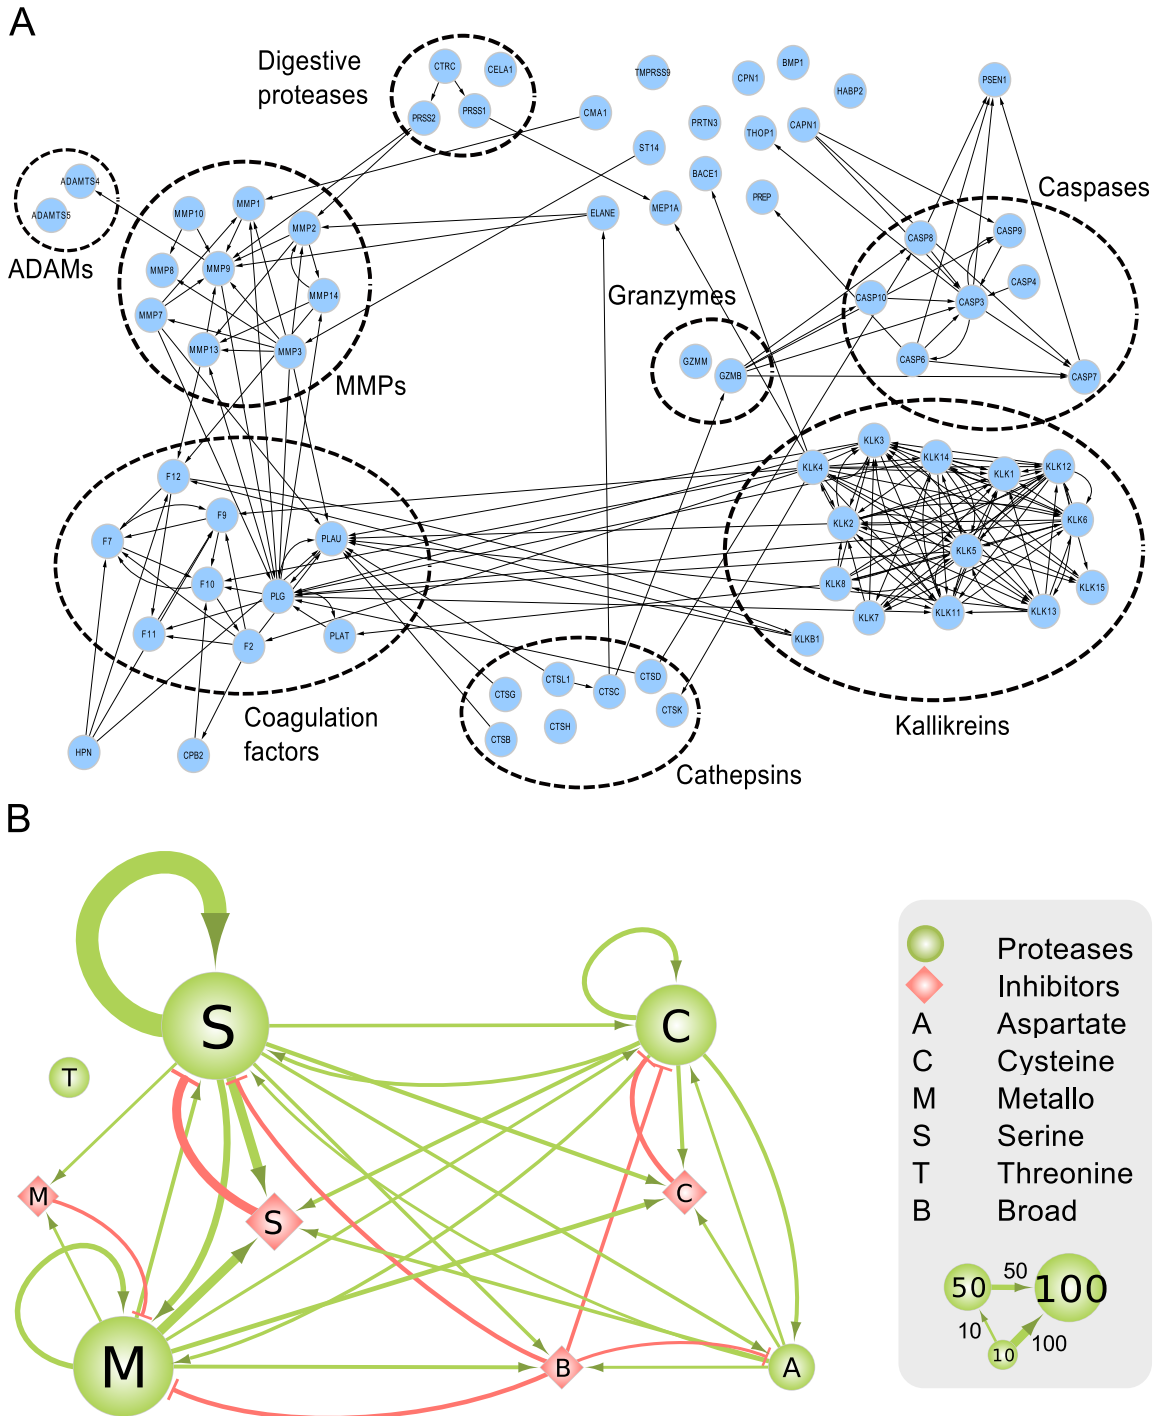 A
Digestive
proteases
CTRC
CELA1
PRSS2
PRSS1
TMPRSS9
CPN1
BMP1
HABP2
PSEN1
CMA1
PRTN3
THOP1
CAPN1
ST14
BACE1
PREP
MEP1A
ELANE
ADAMTS4
ADAMTS5
ADAMs
MMP10
MMP1
MMP2
MMP8
MMP9
MMP14
MMP7
MMP13
MMP3
MMPs
Caspases
CASP8
CASP9
CASP10
CASP3
CASP4
CASP6
CASP7
Granzymes
GZMM
GZMB
F12
F9
F7
PLAU
F10
PLG
F11
F2
PLAT
Coagulation
factors
HPN
CPB2
KLK3
KLK4
KLK14
KLK1
KLK12
KLK2
KLK6
KLK5
KLK8
KLK15
KLK7
KLK11
KLK13
KLKB1
Kallikreins
CTSG
CTSL1
CTSC
CTSD
CTSK
CTSH
CTSB
Cathepsins
B
S
C
T
M
S
C
M
B
A
Proteases
Inhibitors
A Aspartate
C Cysteine
M Metallo
S Serine
T Threonine
B Broad
50
50
100
10
10
100